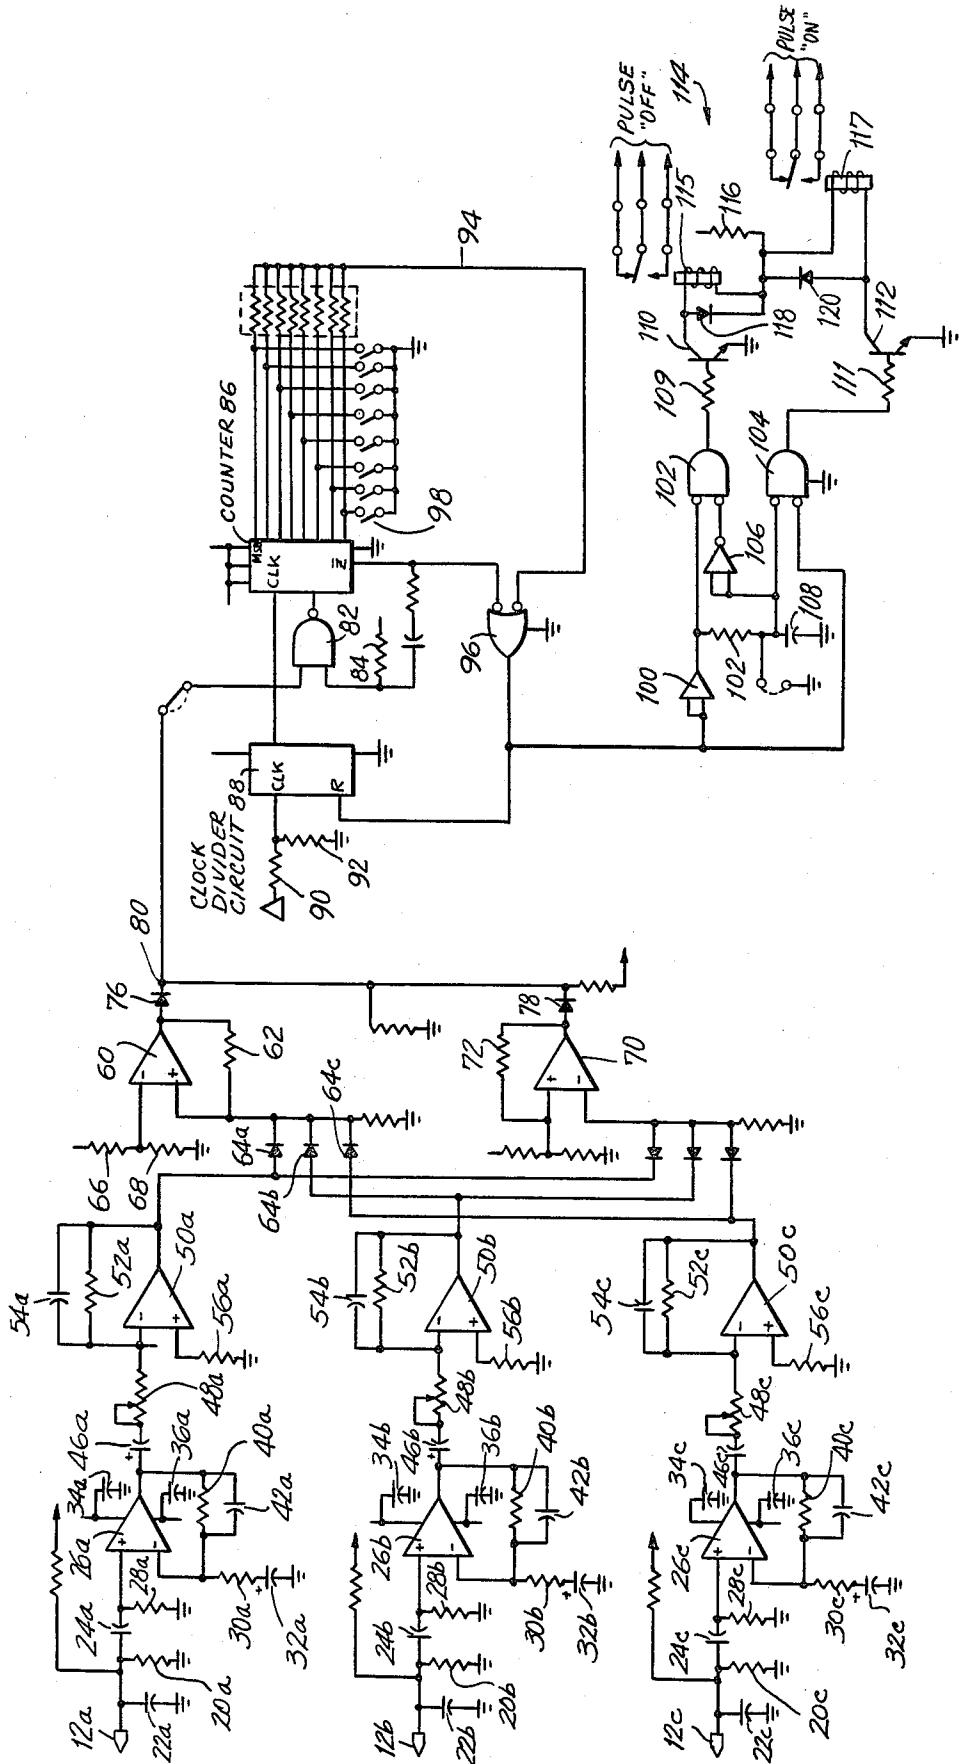 PULSE
"ON"
PULSE
"OFF"
114
117
115
116
94
110
118
120
112
COUNTER 86
MSB
CLK
Z
98
109
111
102
104
106
82
84
96
108
102
100
CLOCK
DIVIDER
CIRCUIT 88
CLK
R
90
92
80
76
60
-
+
62
78
72
70
+
-
64c
64a
64b
66
68
54a
52a
50a
-
+
56a
48a
54b
52b
50b
-
+
56b
48b
54c
52c
50c
-
+
56c
48c
34a
46a
+
36a
40a
42a
26a
+
-
24a
28a
30a
+
32a
12a
22a
20a
34b
46b
+
36b
40b
42b
26b
+
-
24b
28b
30b
+
32b
12b
22b
20b
34c
46c
36c
40c
42c
26c
+
-
24c
28c
30c
+
32c
12c
22c
20c